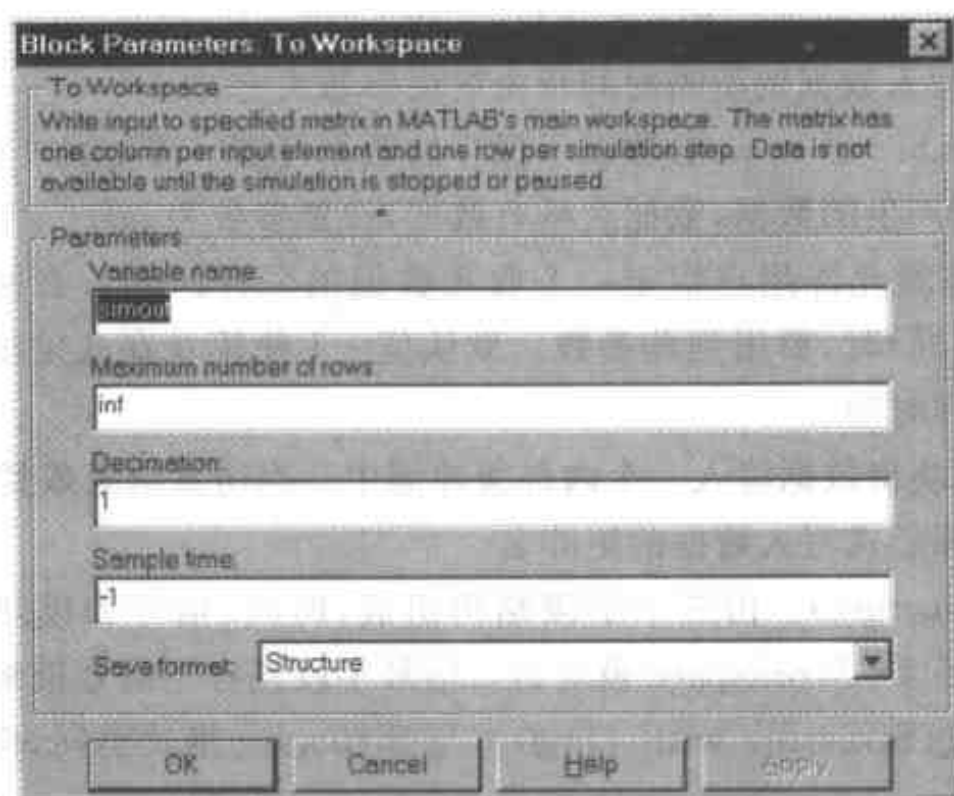 Block Parameters: To Workspace
To Workspace
Write input to specified matrix in MATLAB's main workspace. The matrix has
one column per input element and one row per simulation step. Data is not
available until the simulation is stopped or paused.
Parameters
Variable name:
simout
Maximum number of rows:
inf
Decimation:
1
Sample time:
-1
Save format: Structure
OK Cancel Help Apply